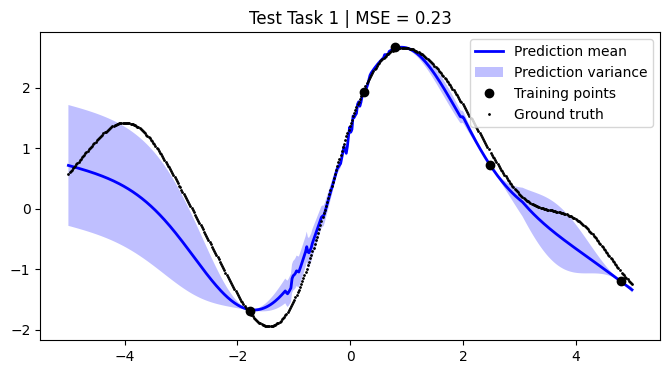 Test Task 1 | MSE = 0.23
Prediction mean
Prediction variance
Training points
Ground truth
2
1
0
−1
−2
−4
−2
0
2
4